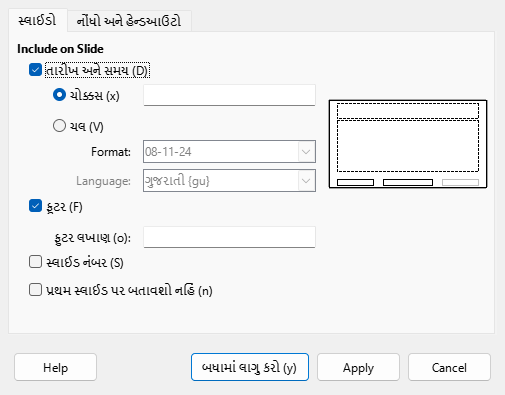 સ્લાઈડો નોંધો અને હેન્ડઆઉટો
Include on Slide
તારીખ અને સમય (D)
ચોક્કસ (x)
ચલ (V)
Format: 08-11-24
Language: ગુજરાતી {gu}
ફૂટર (F)
ફુટર લખાણ (o):
સ્લાઈડ નંબર (S)
પ્રથમ સ્લાઈડ પર બતાવશો નહિં (n)
Help બધામાં લાગુ કરો (y) Apply Cancel